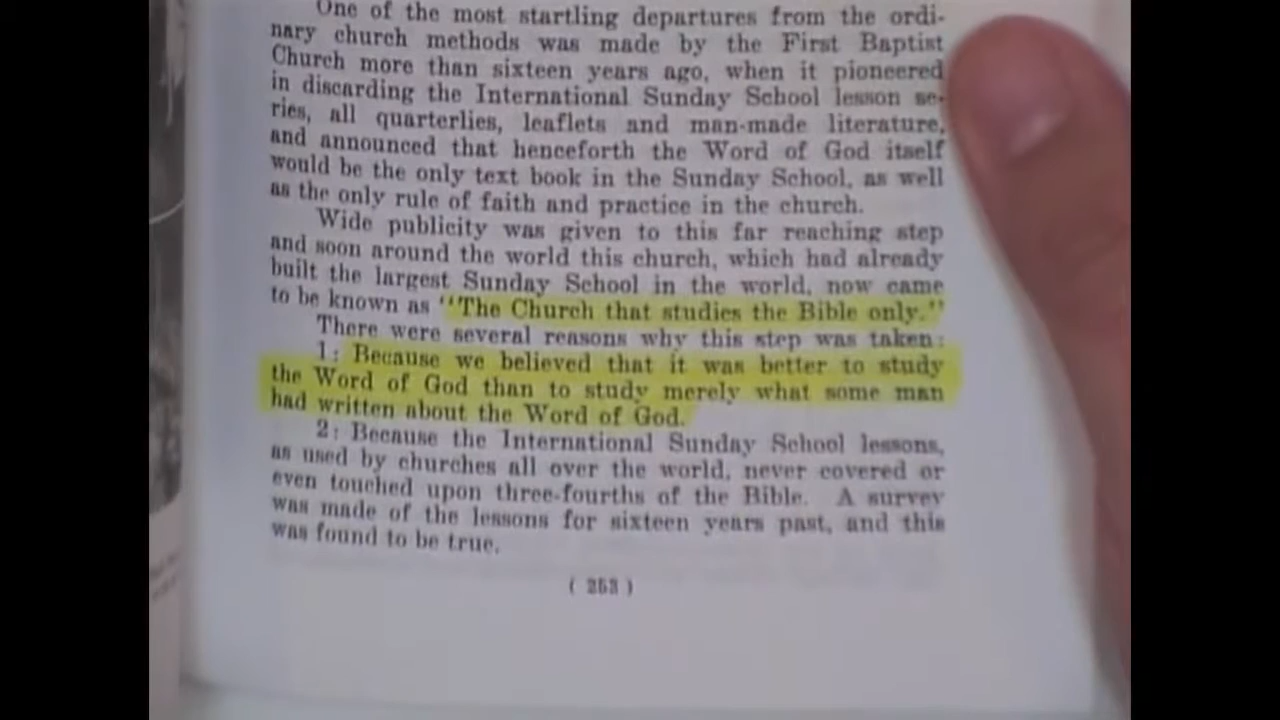 One of the most startling departures from the ordi-
nary church methods was made by the First Baptist
Church more than sixteen years ago, when it pioneered
in discarding the International Sunday School lesson se-
ries, all quarterlies, leaflets and man-made literature,
and announced that henceforth the Word of God itself
would be the only text book in the Sunday School, as well
as the only rule of faith and practice in the church.
Wide publicity was given to this far reaching step
and soon around the world this church, which had already
built the largest Sunday School in the world, now came
to be known as "The Church that studies the Bible only."
There were several reasons why this step was taken:
1: Because we believed that it was better to study
the Word of God than to study merely what some man
had written about the Word of God.
2: Because the International Sunday School lessons,
as used by churches all over the world, never covered or
even touched upon three-fourths of the Bible. A survey
was made of the lessons for sixteen years past, and this
was found to be true.
( 253 )